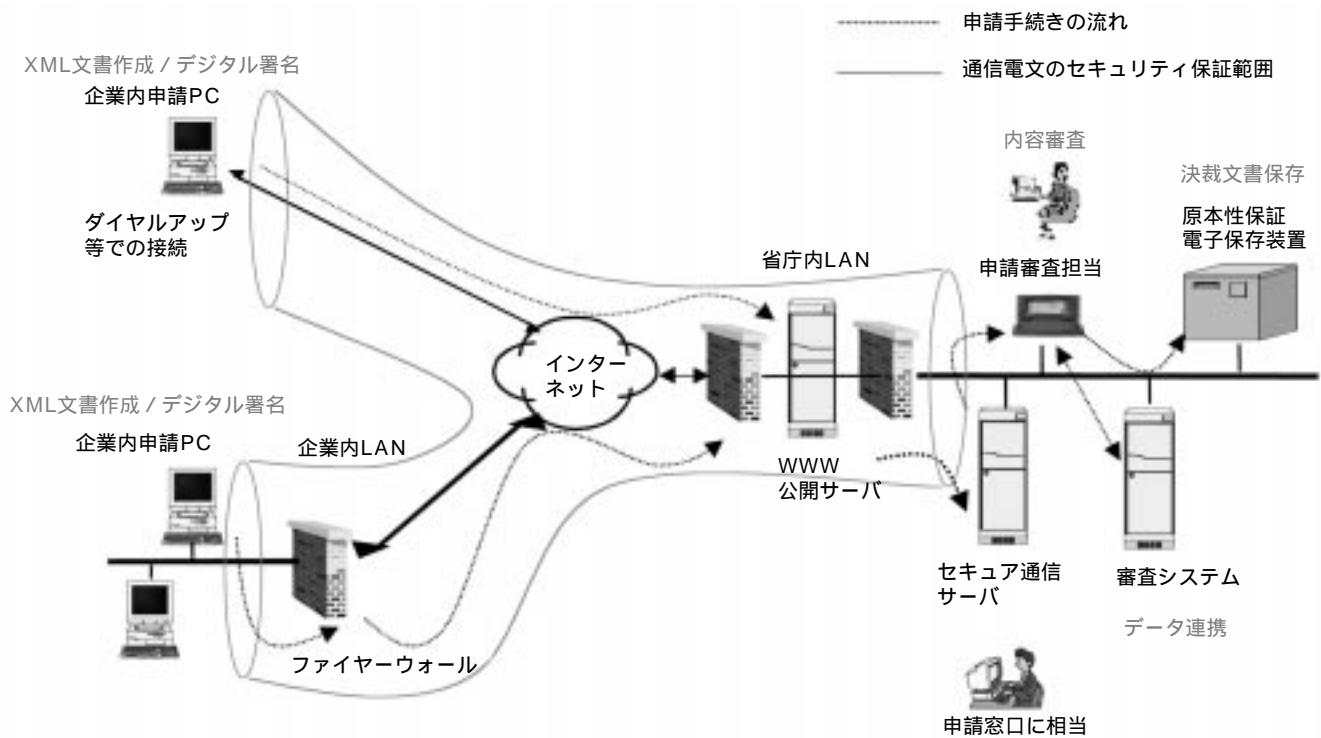 申請手続きの流れ
通信電文のセキュリティ保証範囲
XML文書作成 / デジタル署名
企業内申請PC
ダイヤルアップ
等での接続
内容審査
申請審査担当
決裁文書保存
原本性保証
電子保存装置
省庁内LAN
インター
ネット
XML文書作成 / デジタル署名
企業内申請PC
企業内LAN
ファイヤーウォール
WWW
公開サーバ
セキュア通信
サーバ
審査システム
データ連携
申請窓口に相当